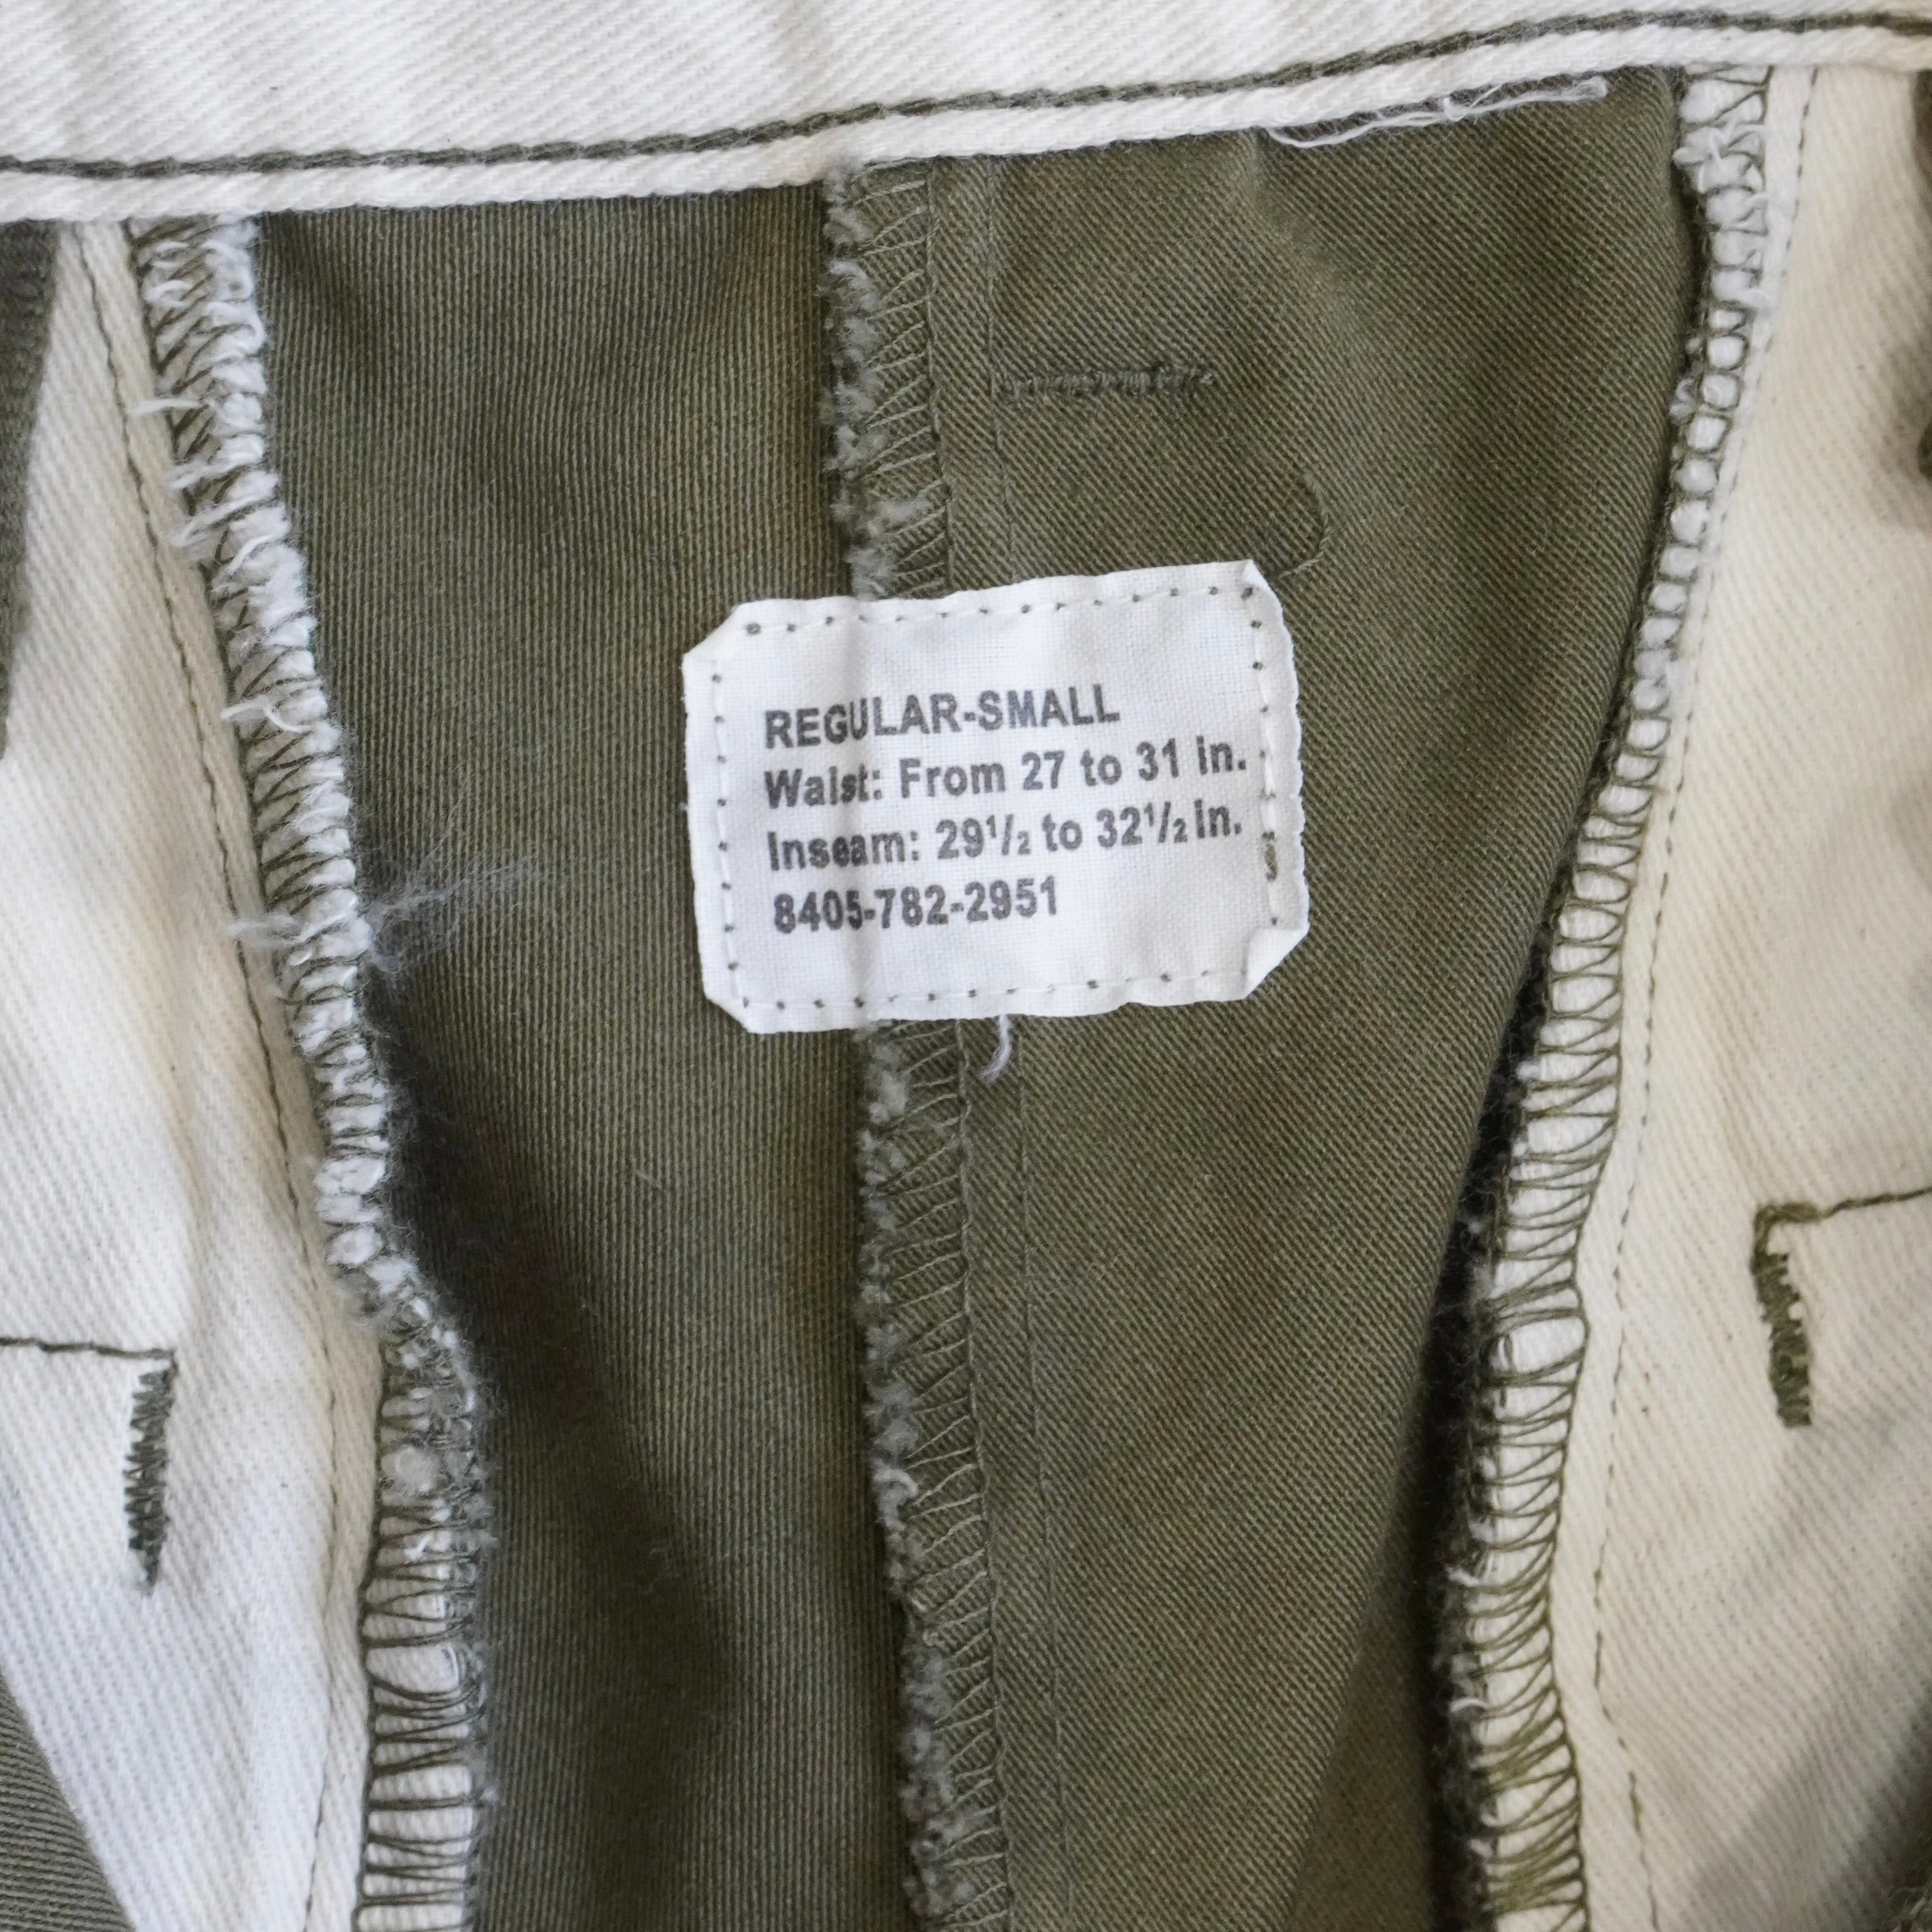 REGULAR-SMALL
Waist: From 27 to 31 in.
Inseam: 29¹/₂ to 32¹/₂ in.
8405-782-2951